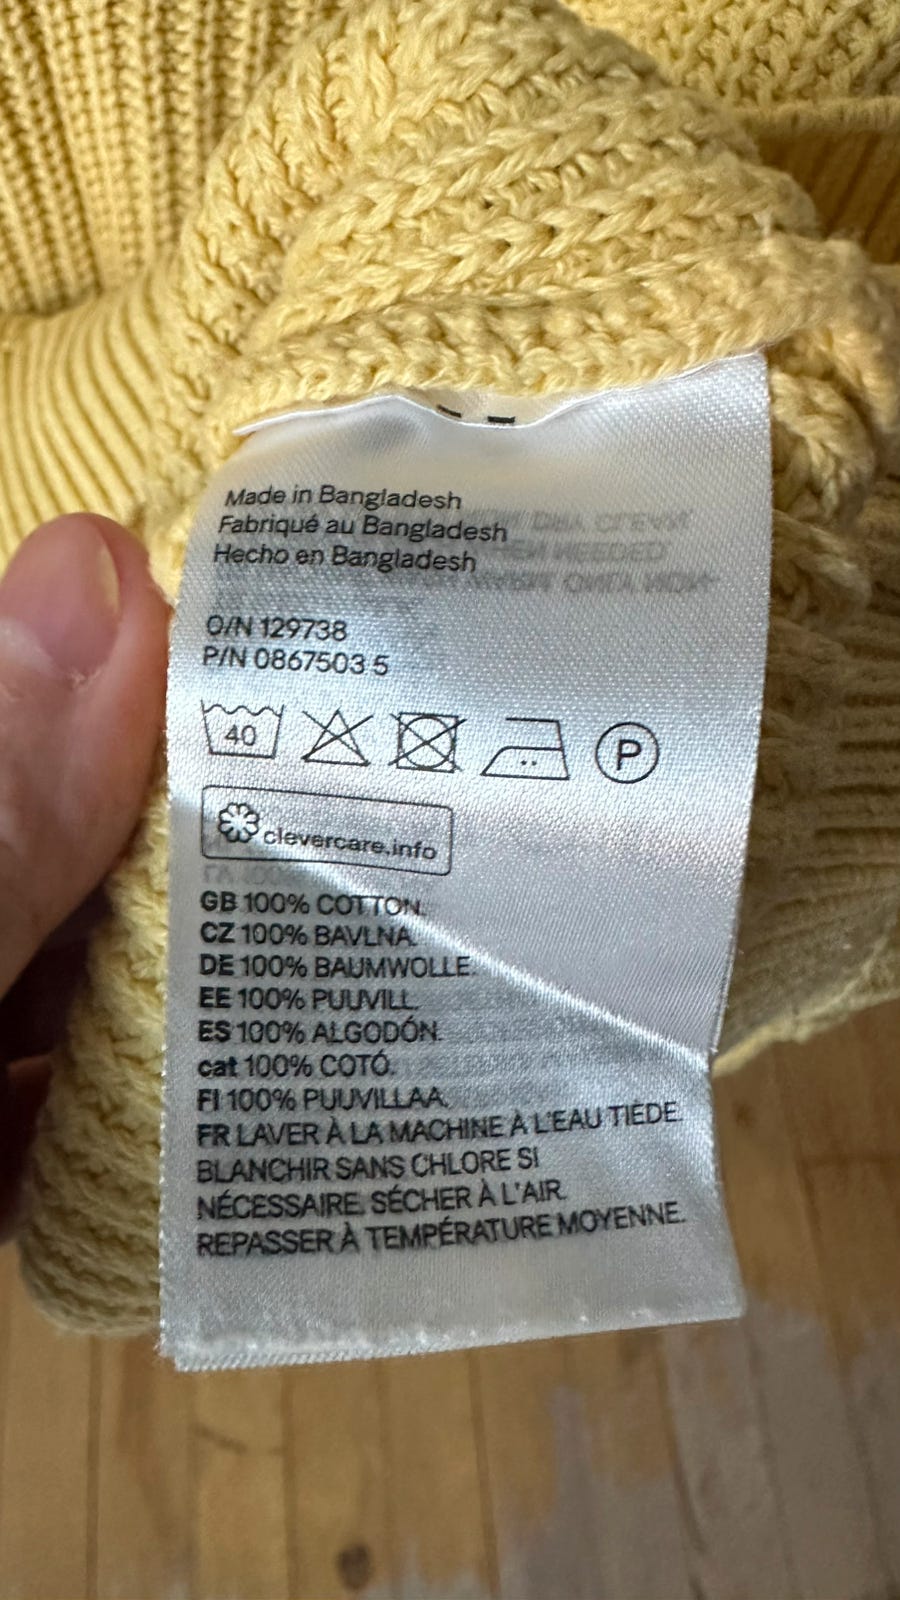 Made in Bangladesh
Fabriqué au Bangladesh
Hecho en Bangladesh
O/N 129738
P/N 0867503 5
40 P
clevercare.info
GB 100% COTTON.
CZ 100% BAVLNA.
DE 100% BAUMWOLLE.
EE 100% PUUVILL.
ES 100% ALGODÓN.
cat 100% COTÓ.
FI 100% PUUVILLAA.
FR LAVER À LA MACHINE À L'EAU TIÈDE.
BLANCHIR SANS CHLORE SI
NÉCESSAIRE. SÉCHER À L'AIR.
REPASSER À TEMPÉRATURE MOYENNE.